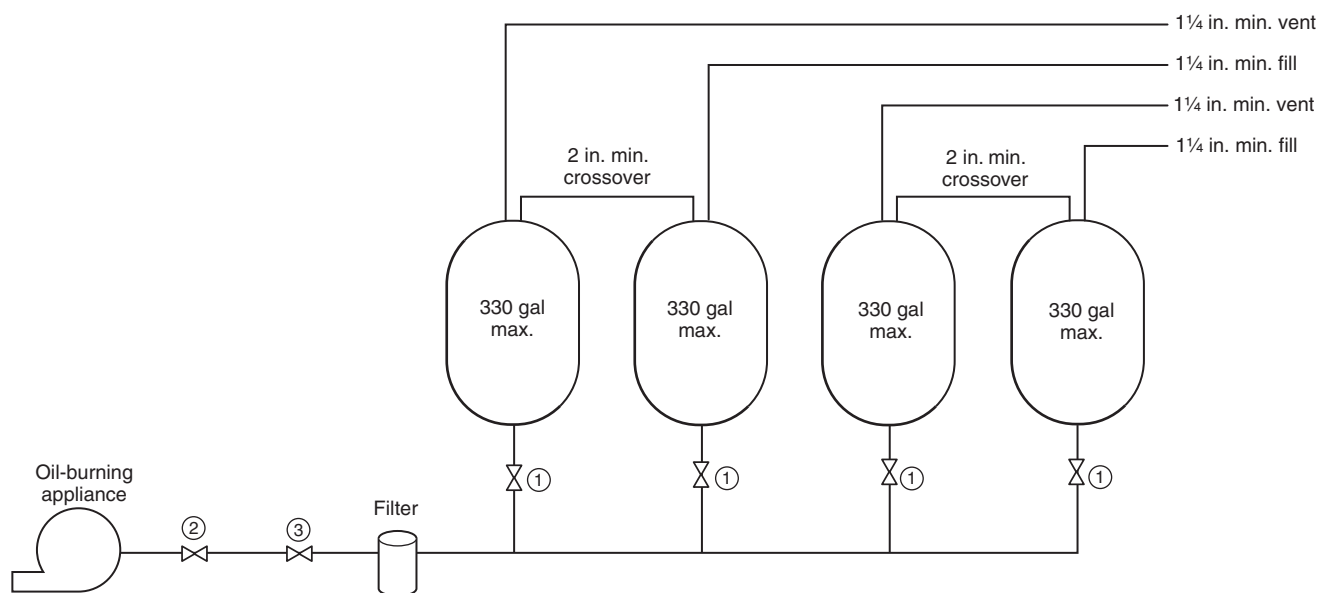 1¼ in. min. vent
1¼ in. min. fill
1¼ in. min. vent
1¼ in. min. fill
2 in. min.
crossover
2 in. min.
crossover
330 gal
max.
330 gal
max.
330 gal
max.
330 gal
max.
1
1
1
1
Oil-burning
appliance
2
3
Filter